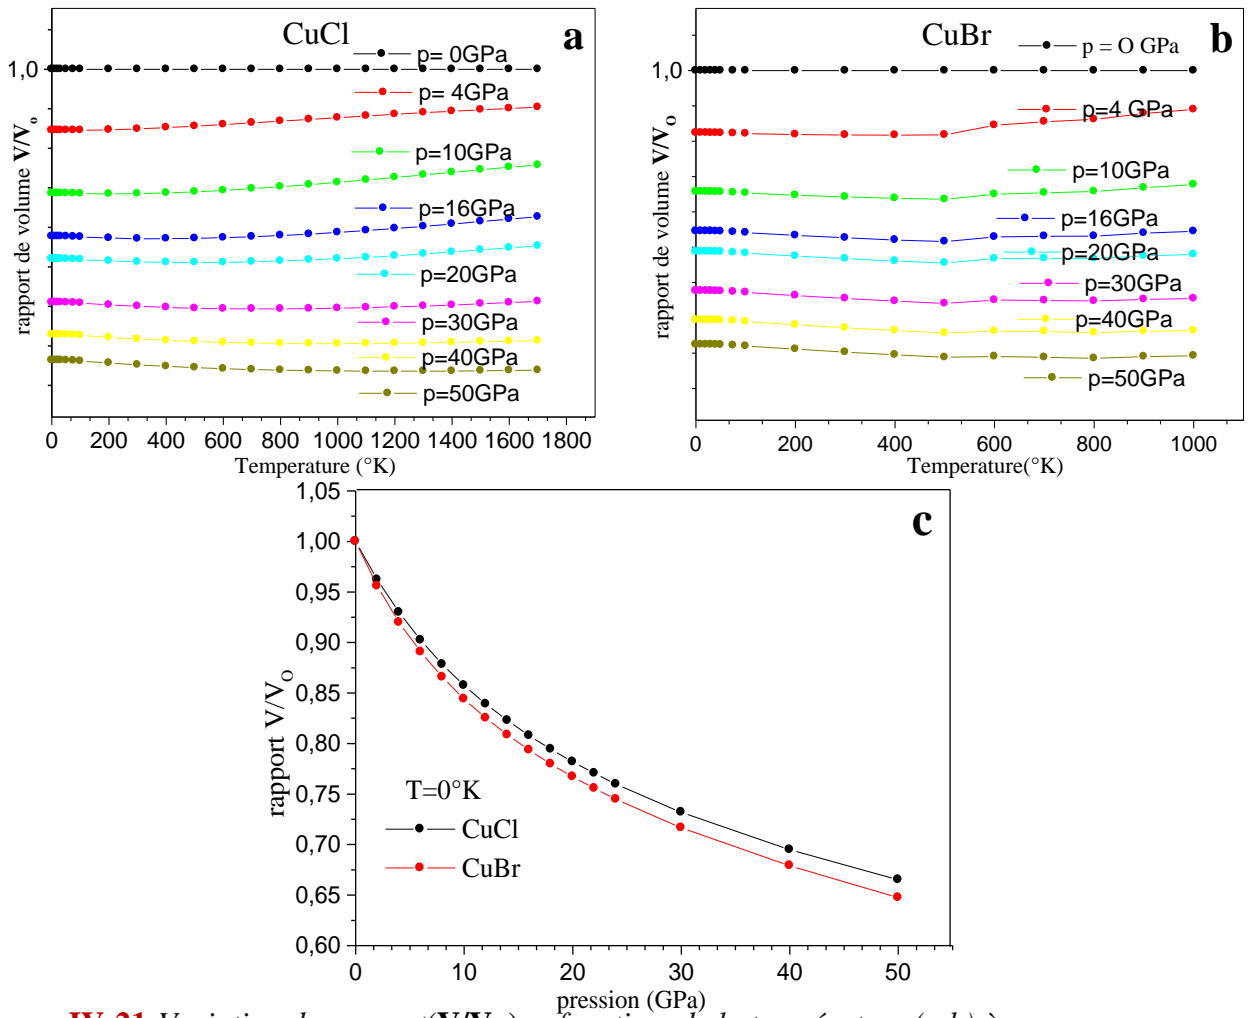 CuCl
a
p= 0GPa
1,0
p= 4GPa
p=10GPa
p=16GPa
p=20GPa
p=30GPa
p=40GPa
p=50GPa
rapport de volume V/Vo
0 200 400 600 800 1000 1200 1400 1600 1800
Temperature (°K)
CuBr
b
p = O GPa
1,0
p=4 GPa
p=10GPa
p=16GPa
p=20GPa
p=30GPa
p=40GPa
p=50GPa
rapport de volume V/VO
0 200 400 600 800 1000
Temperature(°K)
1,05
c
1,00
0,95
0,90
0,85
0,80
0,75
0,70
0,65
0,60
rapport V/VO
T=0°K
CuCl
CuBr
0 10 20 30 40 50
pression (GPa)